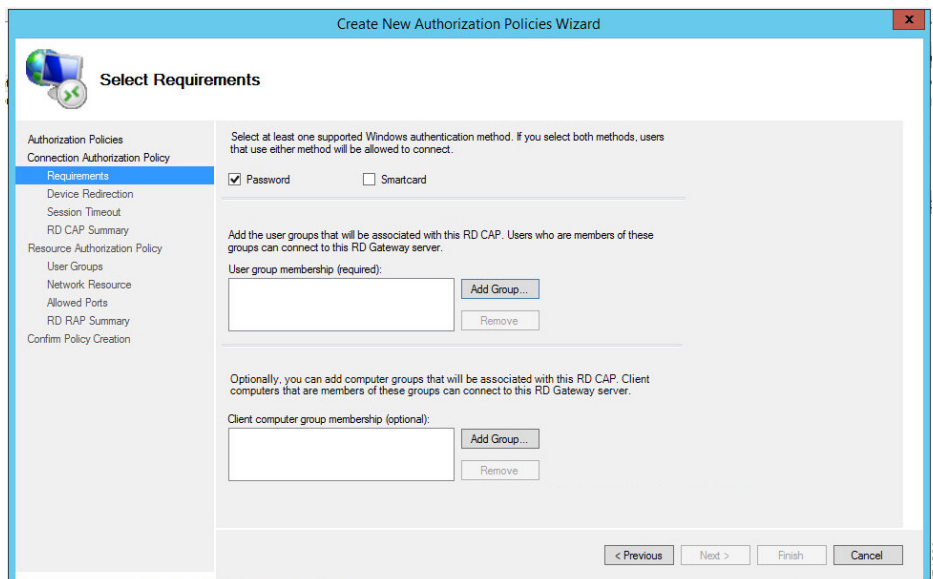 Create New Authorization Policies Wizard
x
Select Requirements
Authorization Policies
Connection Authorization Policy
Requirements
Device Redirection
Session Timeout
RD CAP Summary
Resource Authorization Policy
User Groups
Network Resource
Allowed Ports
RD RAP Summary
Confirm Policy Creation
Select at least one supported Windows authentication method. If you select both methods, users
that use either method will be allowed to connect.
Password
Smartcard
Add the user groups that will be associated with this RD CAP. Users who are members of these
groups can connect to this RD Gateway server.
User group membership (required):
Add Group...
Remove
Optionally, you can add computer groups that will be associated with this RD CAP. Client
computers that are members of these groups can connect to this RD Gateway server.
Client computer group membership (optional):
Add Group...
Remove
< Previous
Next >
Finish
Cancel